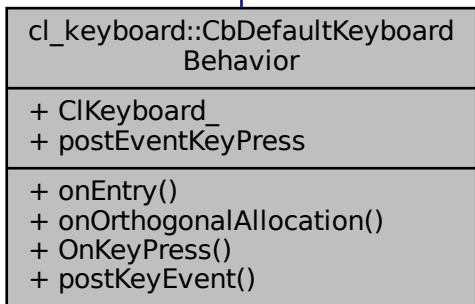 cl_keyboard::CbDefaultKeyboard
Behavior
+ ClKeyboard_
+ postEventKeyPress
+ onEntry()
+ onOrthogonalAllocation()
+ OnKeyPress()
+ postKeyEvent()